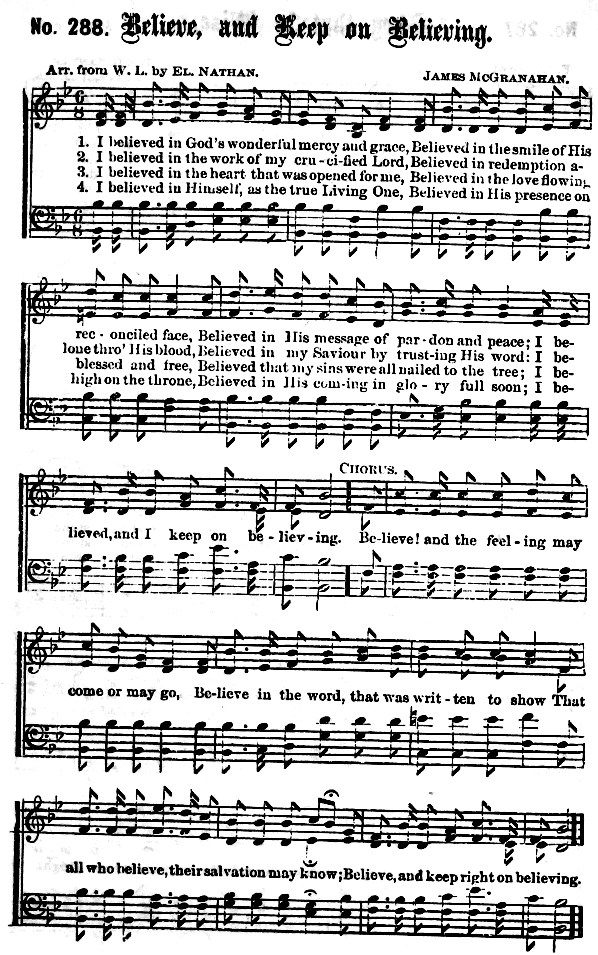 No. 288. Believe, and Keep on Believing.
Arr. from W. L. by EL. NATHAN. JAMES MCGRANAHAN.
1. I believed in God's wonderful mercy and grace, Believed in the smile of His
2. I believed in the work of my cru-ci-fied Lord, Believed in redemption a-
3. I believed in the heart that was opened for me, Believed in the love flowing
4. I believed in Himself, as the true Living One, Believed in His presence on
rec - onciled face, Believed in His message of par-don and peace; I be-
lone thro' His blood, Believed in my Saviour by trust-ing His word: I be-
blessed and free, Believed that my sins were all nailed to the tree; I be-
high on the throne, Believed in His com-ing in glo - ry full soon; I be-
CHORUS.
lieved, and I keep on be - liev - ing. Be-lieve! and the feel - ing may
come or may go, Be-lieve in the word, that was writ - ten to show That
all who believe, their salvation may know; Believe, and keep right on believing.